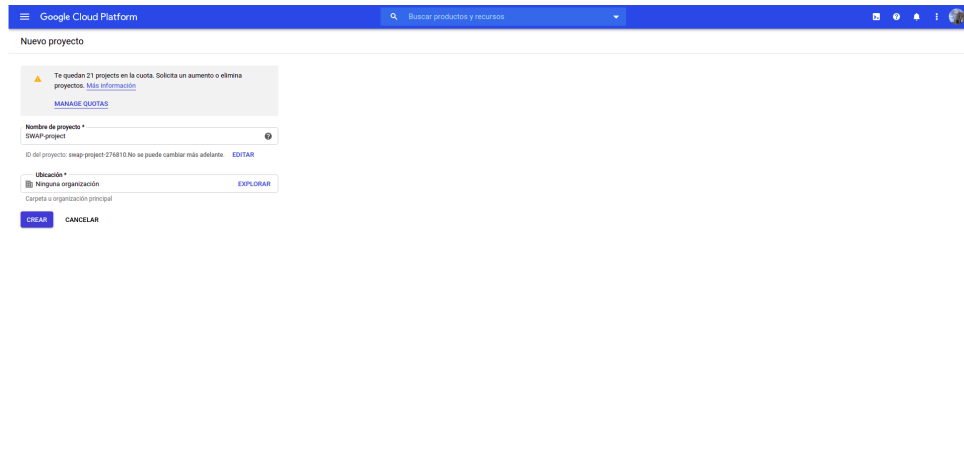 Google Cloud Platform
Buscar productos y recursos
Nuevo proyecto
Te quedan 21 projects en la cuota. Solicita un aumento o elimina
proyectos. Más información
MANAGE QUOTAS
Nombre de proyecto *
SWAP-project
ID del proyecto: swap-project-276810.No se puede cambiar más adelante. EDITAR
Ubicación *
Ninguna organización EXPLORAR
Carpeta u organización principal
CREAR CANCELAR